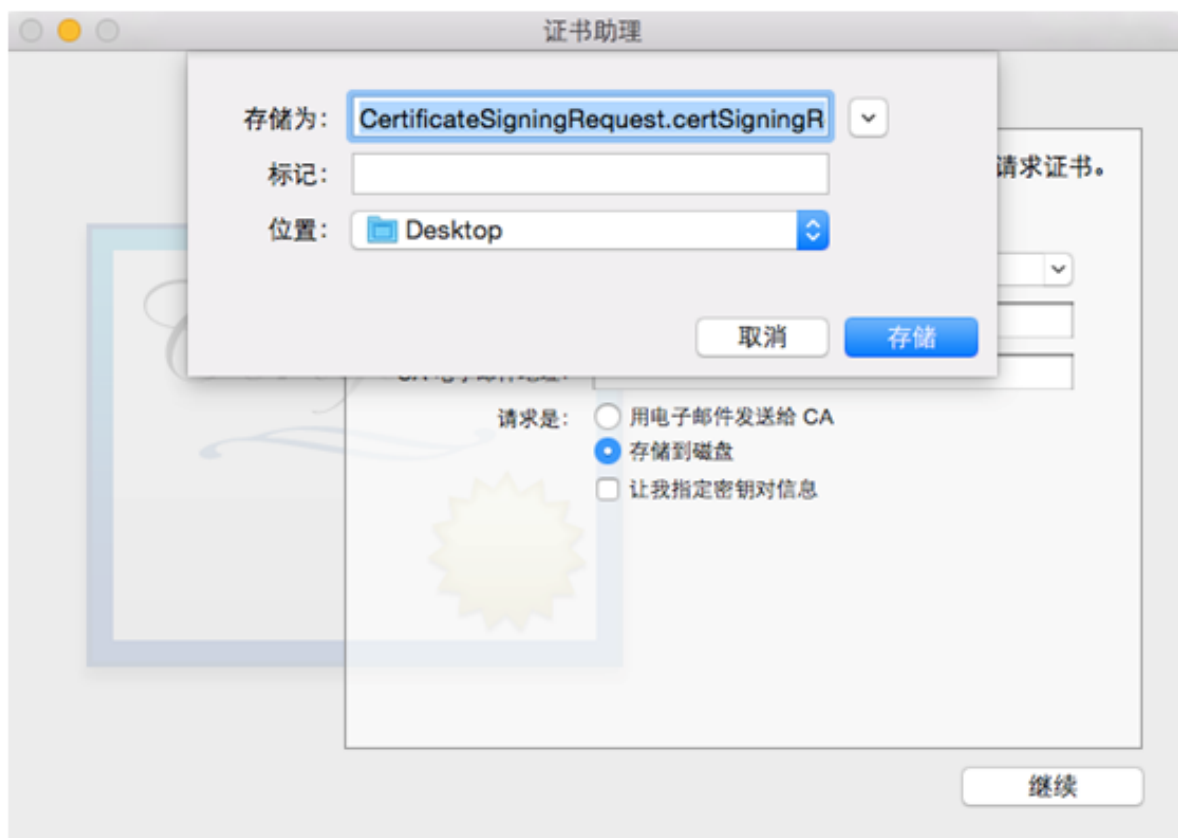 证书助理
存储为: CertificateSigningRequest.certSigningR
标记:
位置: Desktop
取消 存储
请求证书。
请求是: 用电子邮件发送给 CA
存储到磁盘
让我指定密钥对信息
继续